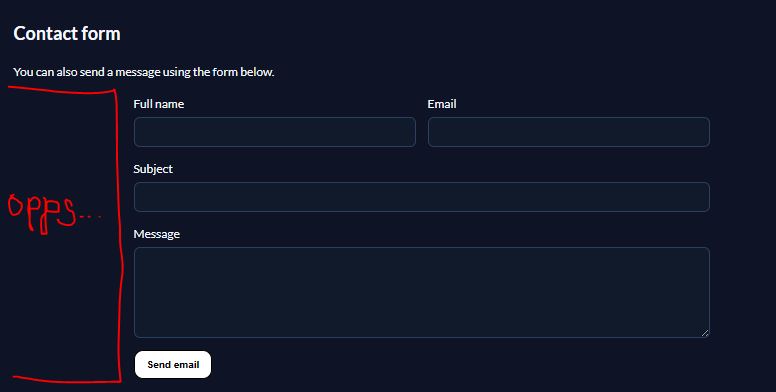 Contact form
You can also send a message using the form below.
Full name Email
Subject
opps...
Message
Send email